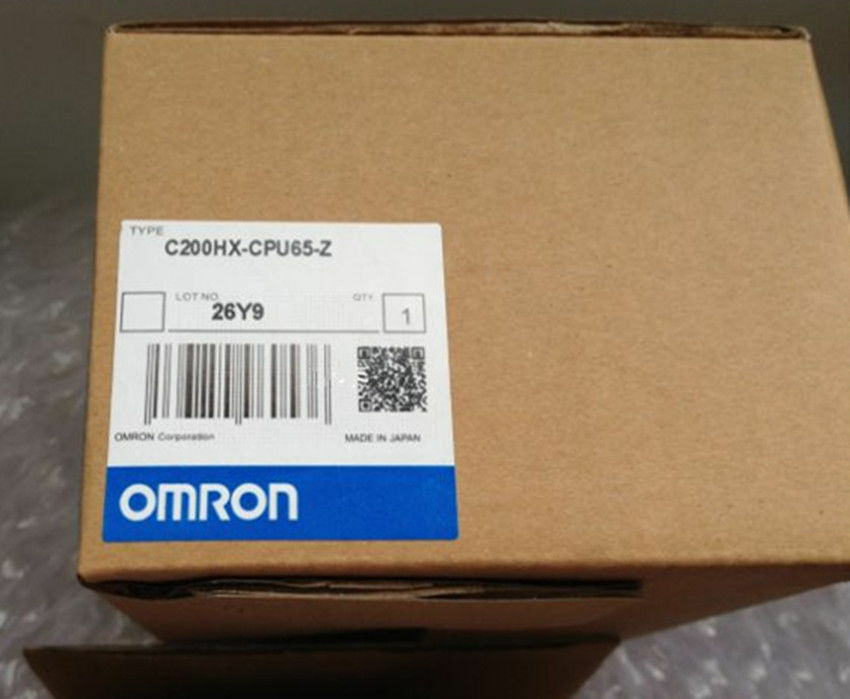 TYPE
C200HX-CPU65-Z
LOT NO. QTY.
26Y9 1
OMRON Corporation MADE IN JAPAN
OMRON